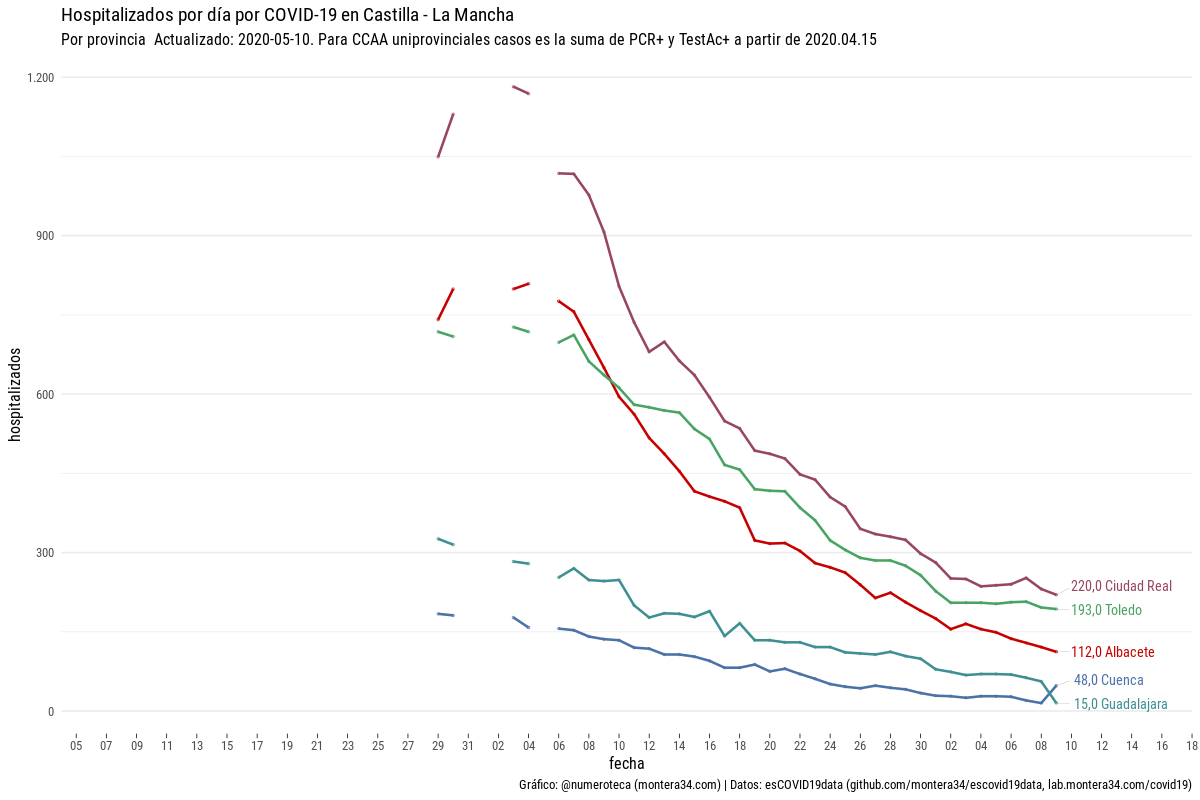 Hospitalizados por día por COVID-19 en Castilla - La Mancha
Por provincia  Actualizado: 2020-05-10. Para CCAA uniprovinciales casos es la suma de PCR+ y TestAc+ a partir de 2020.04.15
hospitalizados
1.200
900
600
300
0
220,0 Ciudad Real
193,0 Toledo
112,0 Albacete
48,0 Cuenca
15,0 Guadalajara
05 07 09 11 13 15 17 19 21 23 25 27 29 31 02 04 06 08 10 12 14 16 18 20 22 24 26 28 30 02 04 06 08 10 12 14 16 18
fecha
Gráfico: @numeroteca (montera34.com) | Datos: esCOVID19data (github.com/montera34/escovid19data, lab.montera34.com/covid19)